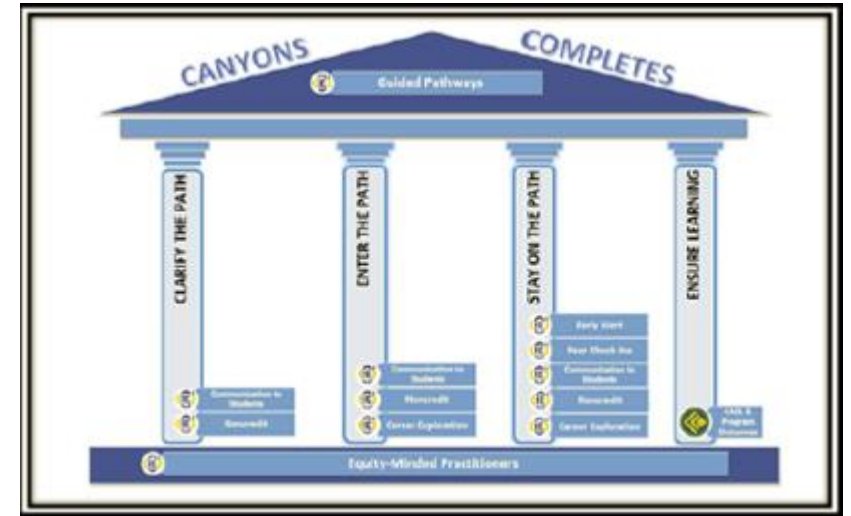 CANYONS COMPLETES
Guided Pathways
CLARIFY THE PATH
Communication to
Students
Noncredit
ENTER THE PATH
Communication to
Students
Noncredit
Career Exploration
STAY ON THE PATH
Early Alert
Peer Check Ins
Communication to
Students
Noncredit
Career Exploration
ENSURE LEARNING
Program
Outcomes
Equity-Minded Practitioners